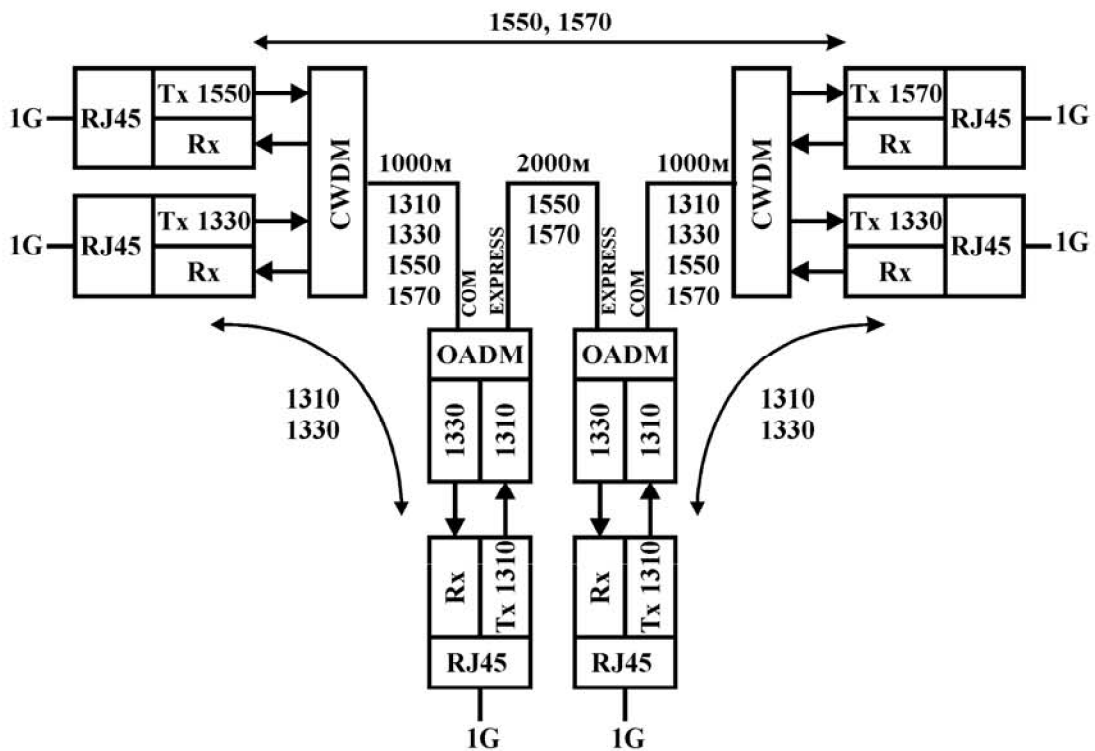 1550, 1570
1G
RJ45
Tx 1550
Rx
CWDM
1G
RJ45
Tx 1330
Rx
1000м
1310
1330
1550
1570
COM
EXPRESS
2000м
1550
1570
EXPRESS
COM
1000м
1310
1330
1550
1570
CWDM
Tx 1570
Rx
RJ45
1G
Tx 1330
Rx
RJ45
1G
OADM
1330
1310
OADM
1330
1310
1310
1330
1310
1330
Rx
Tx 1310
RJ45
1G
Rx
Tx 1310
RJ45
1G